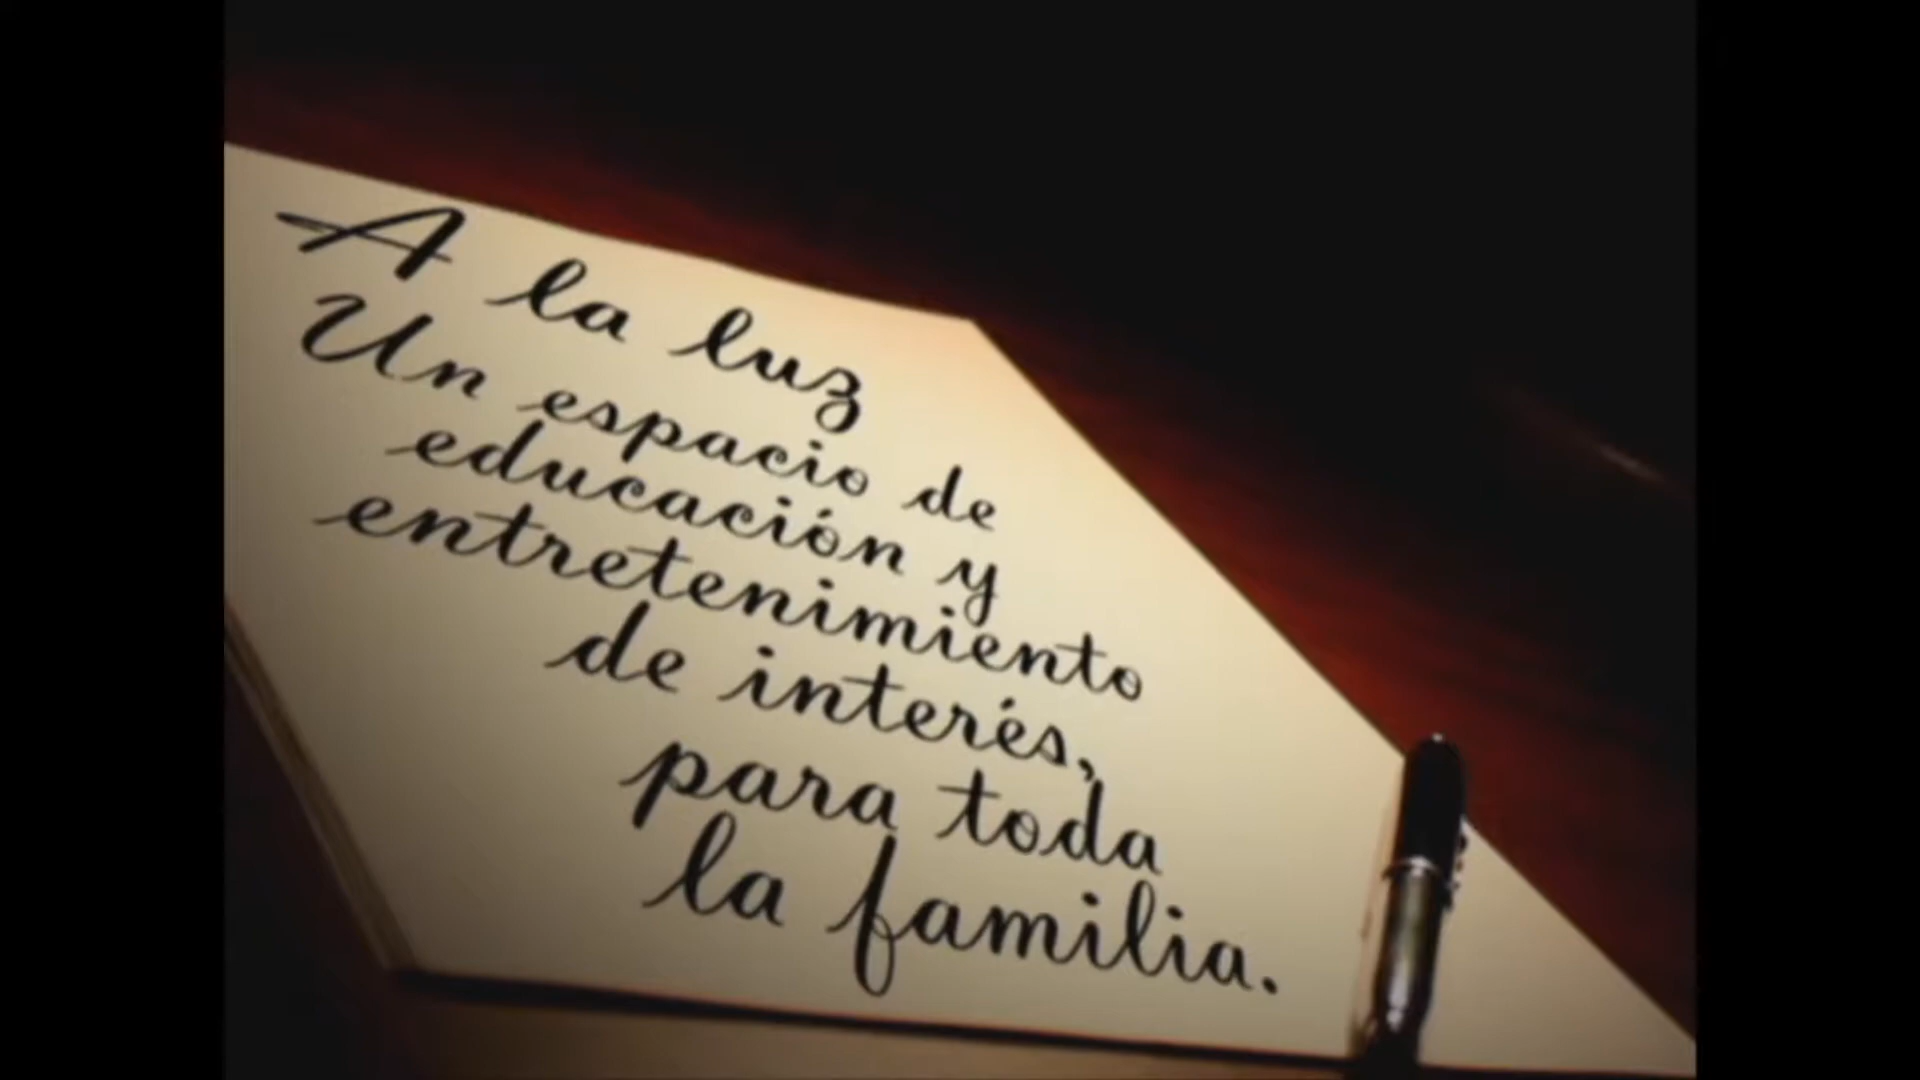 A la luz
Un espacio de
educación y
entretenimiento
de interés,
para toda
la familia.